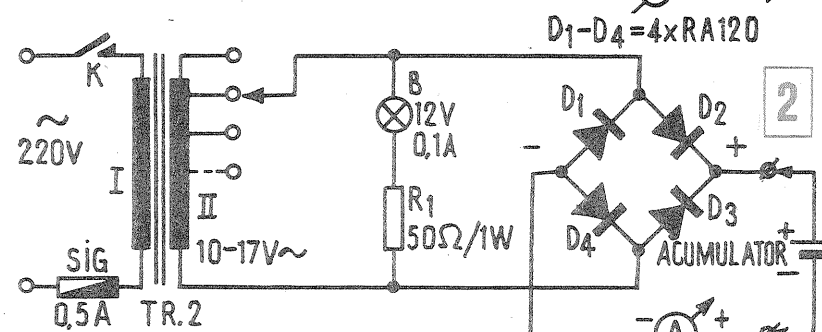 D1-D4=4xRA120
K
B
12V
0,1A
D1
D2
2
~
220V
I
II
-
+
R1
50Ω/1W
D4
D3
10-17V~
ACUMULATOR
+
-
SiG
0,5A
TR.2
-
A
+